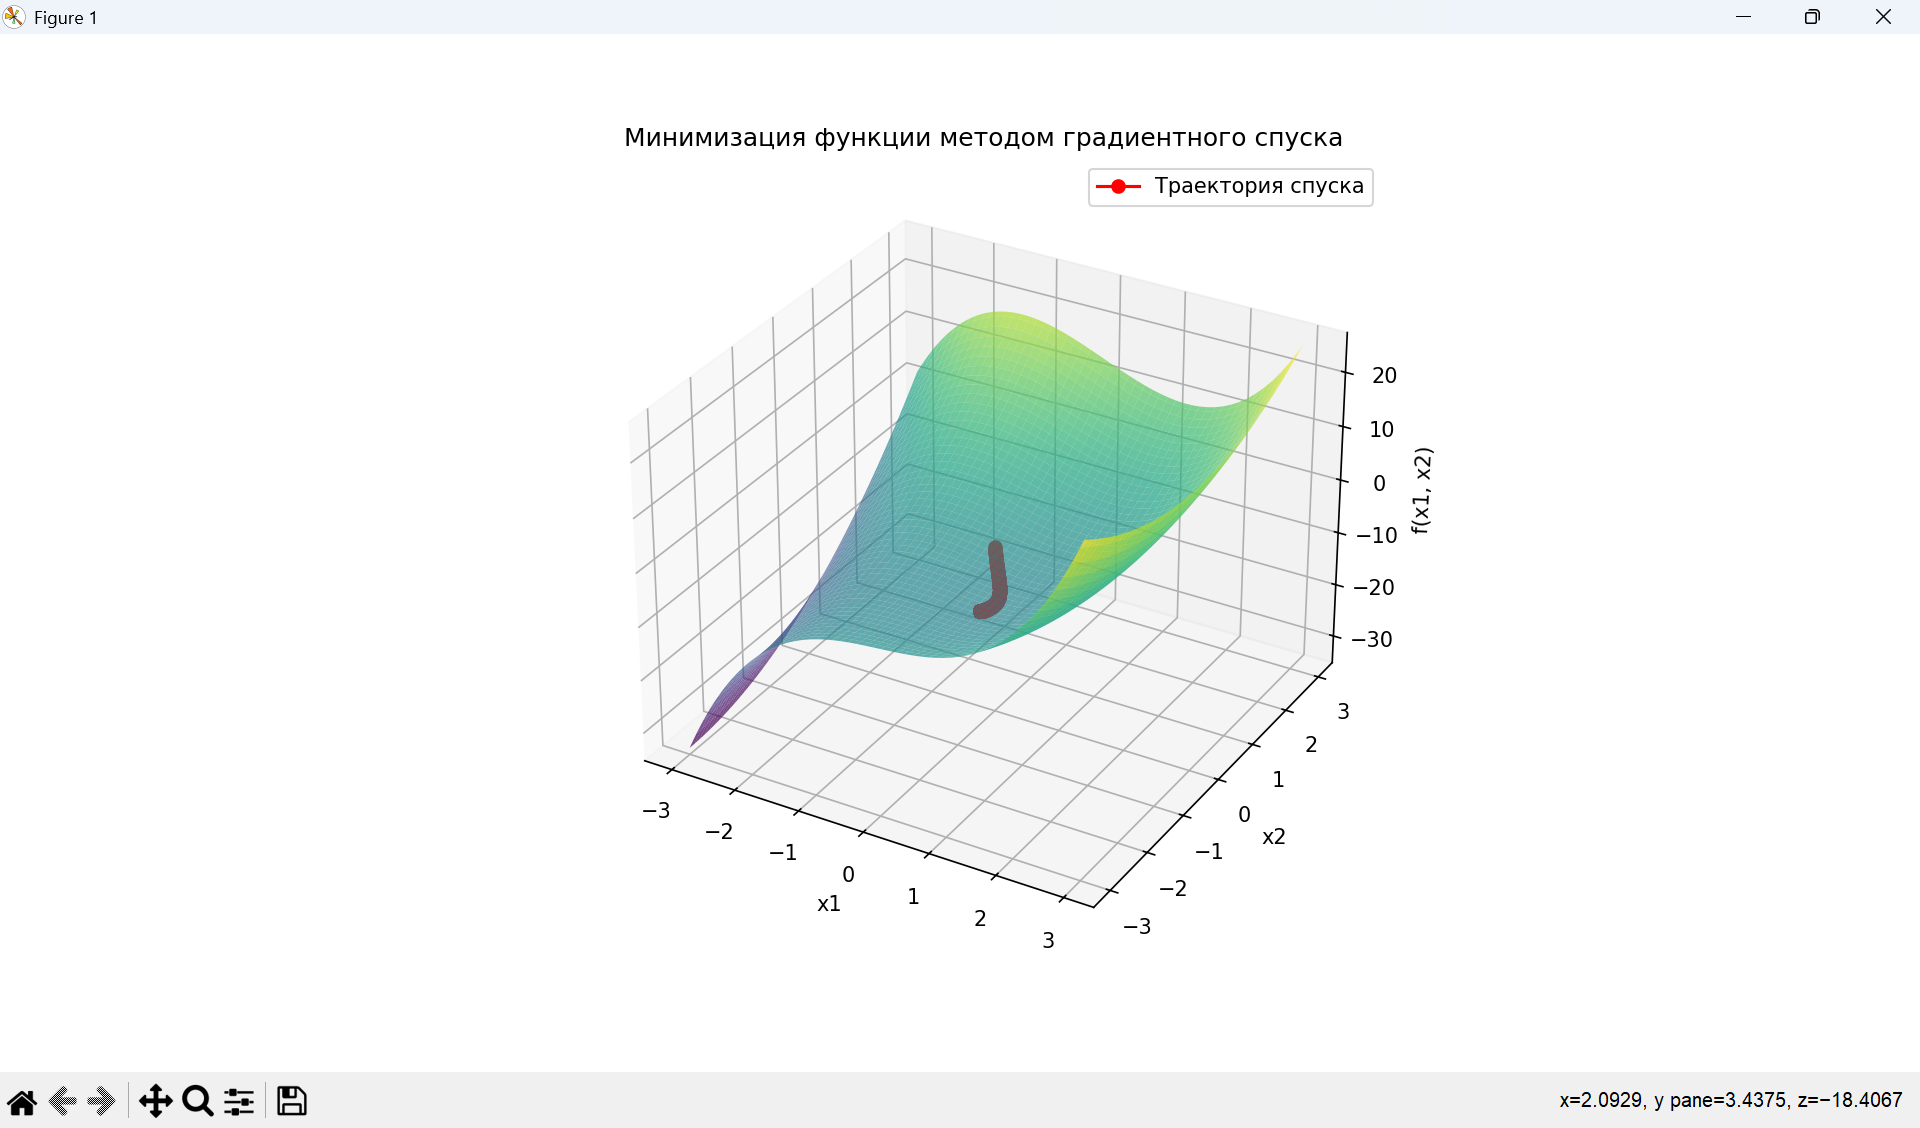 Figure 1
Минимизация функции методом градиентного спуска
Траектория спуска
20
10
0
−10
−20
−30
f(x1, x2)
3
2
1
0
−1
−2
−3
x2
−3
−2
−1
0
1
2
3
x1
x=2.0929, y pane=3.4375, z=−18.4067